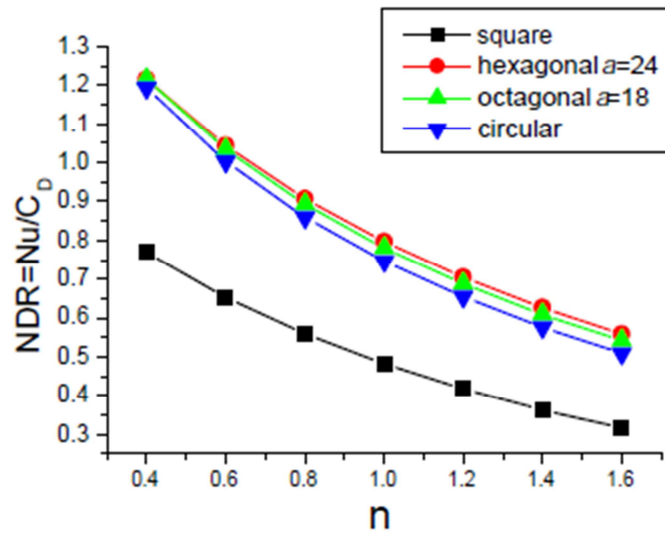 square
hexagonal a=24
octagonal a=18
circular
NDR=Nu/C_D
1.3
1.2
1.1
1.0
0.9
0.8
0.7
0.6
0.5
0.4
0.3
0.4 0.6 0.8 1.0 1.2 1.4 1.6
n